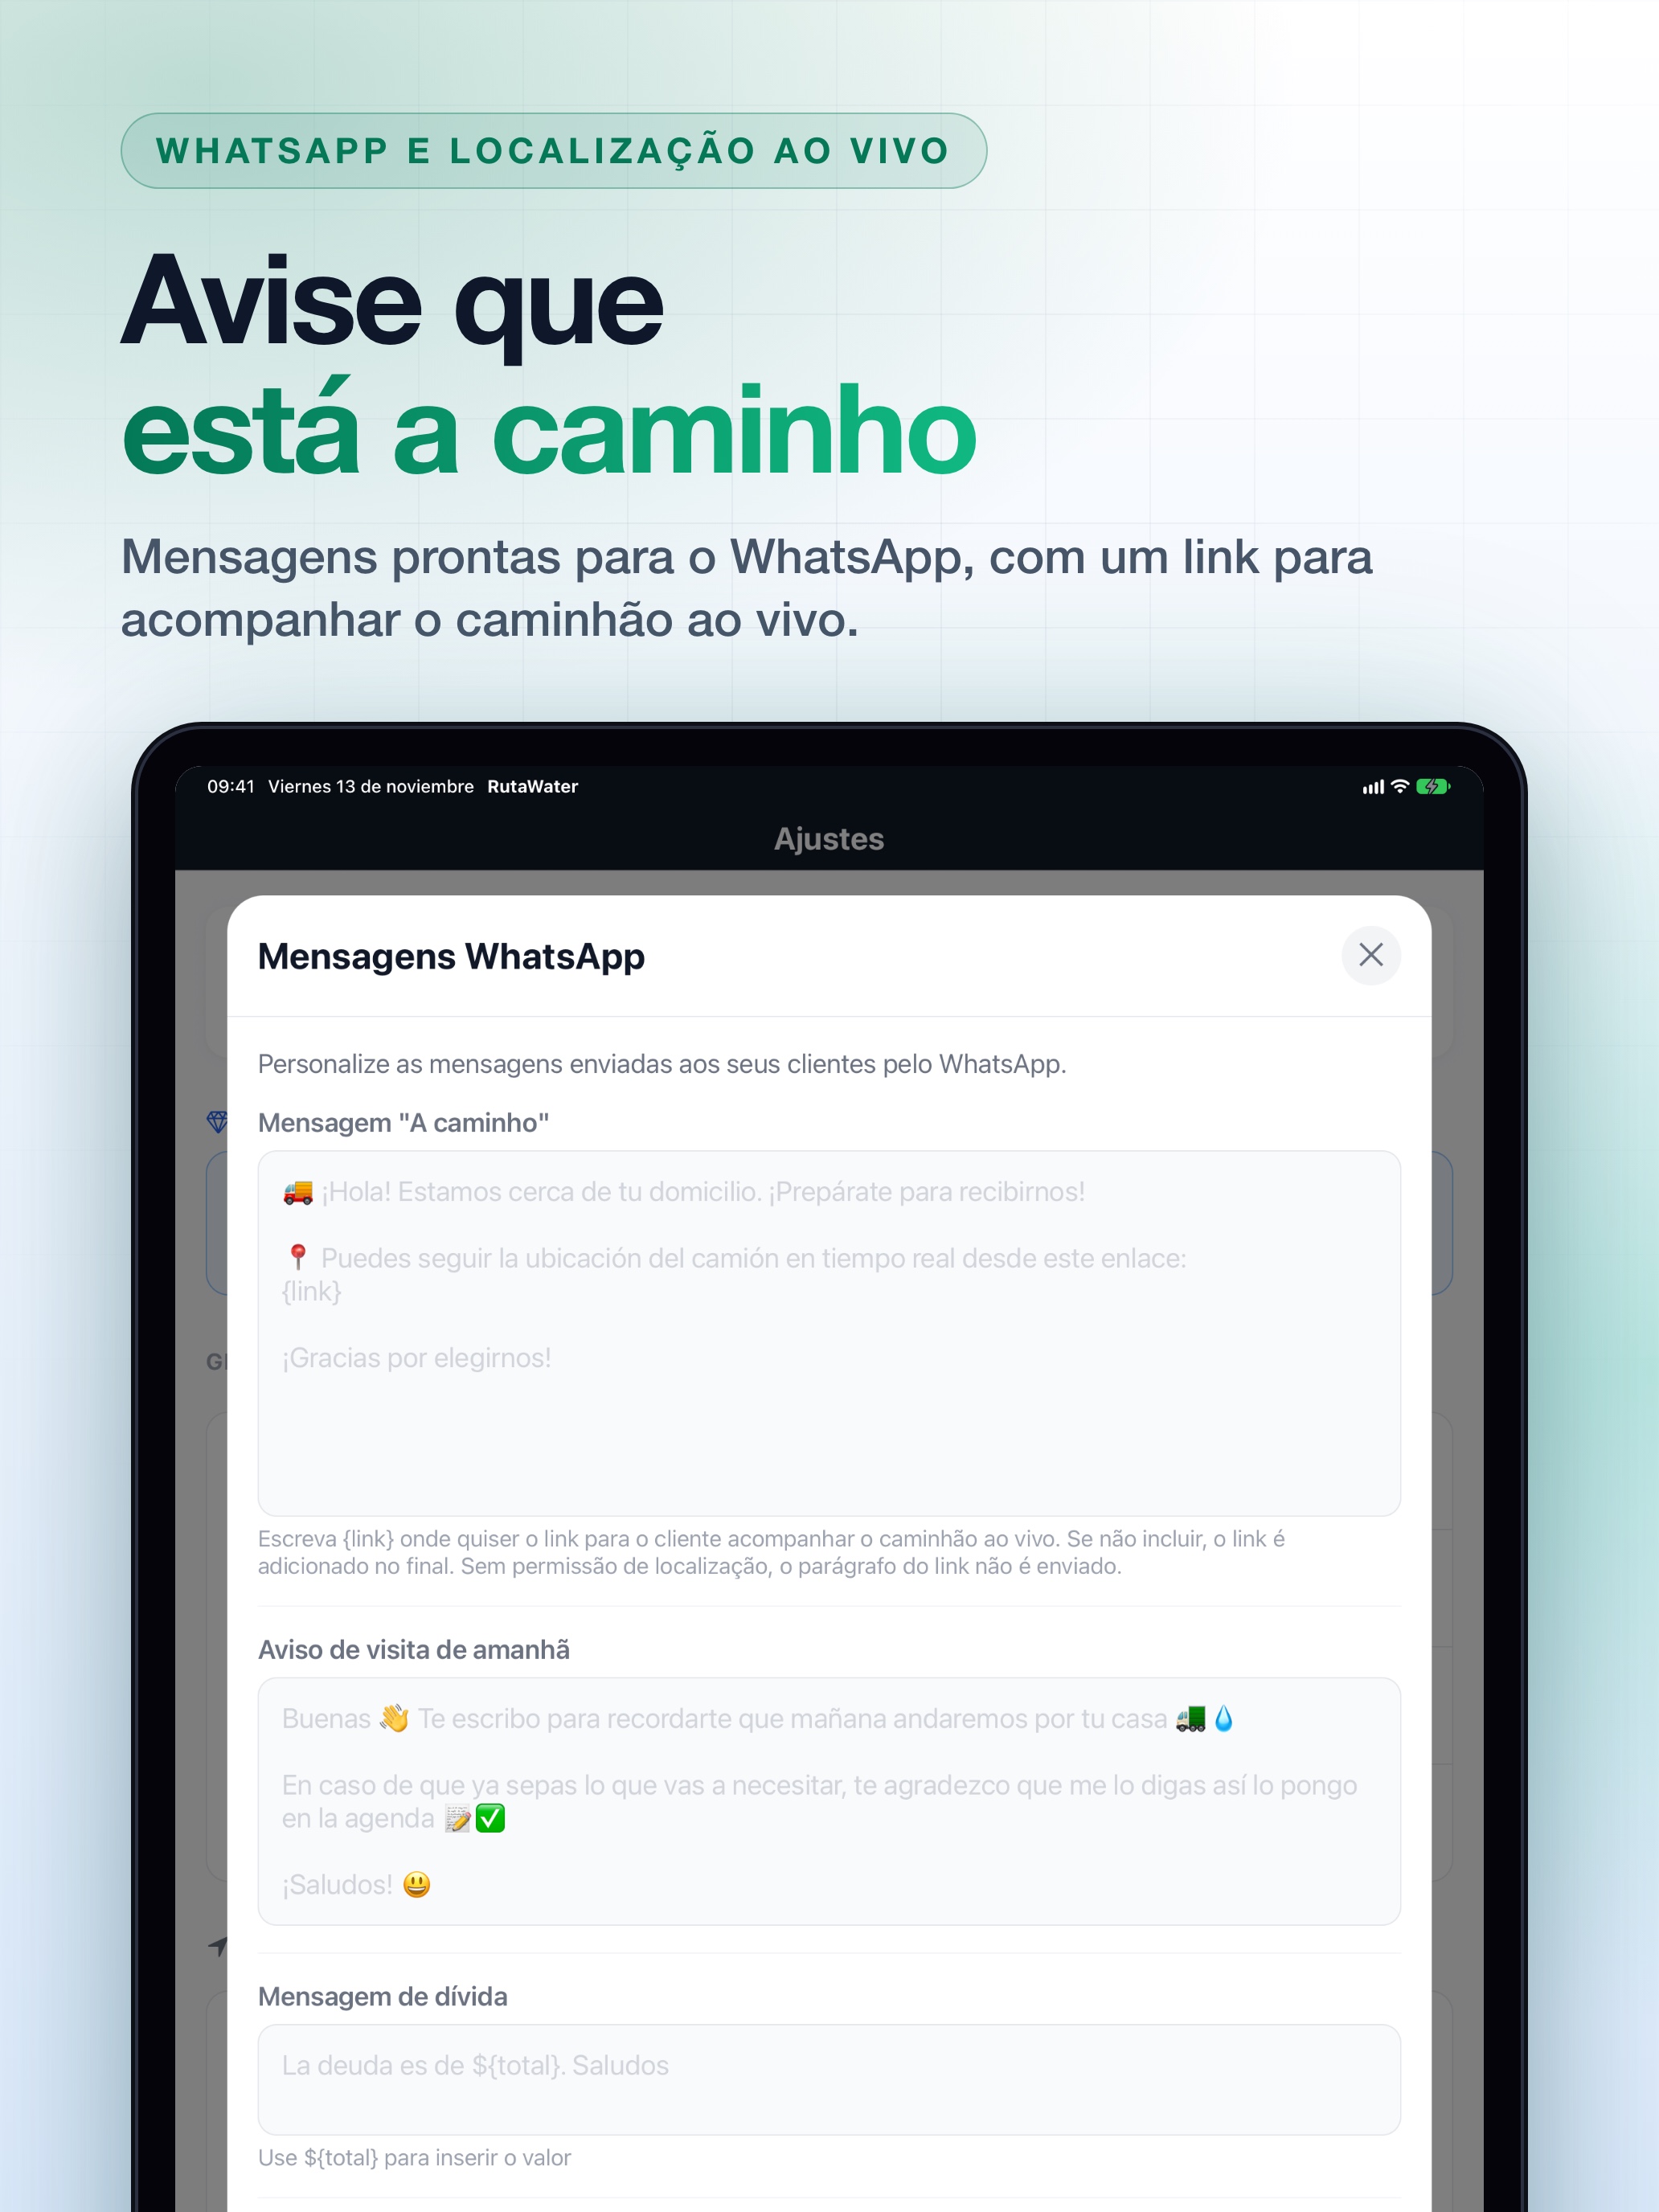 WHATSAPP E LOCALIZAÇÃO AO VIVO
Avise que
está a caminho
Mensagens prontas para o WhatsApp, com um link para
acompanhar o caminhão ao vivo.
09:41 Viernes 13 de noviembre RutaWater
Ajustes
Mensagens WhatsApp
Personalize as mensagens enviadas aos seus clientes pelo WhatsApp.
Mensagem "A caminho"
🚚 ¡Hola! Estamos cerca de tu domicilio. ¡Prepárate para recibirnos!
📍 Puedes seguir la ubicación del camión en tiempo real desde este enlace:
{link}
¡Gracias por elegirnos!
Escreva {link} onde quiser o link para o cliente acompanhar o caminhão ao vivo. Se não incluir, o link é
adicionado no final. Sem permissão de localização, o parágrafo do link não é enviado.
Aviso de visita de amanhã
Buenas 👋 Te escribo para recordarte que mañana andaremos por tu casa 🚛💧
En caso de que ya sepas lo que vas a necesitar, te agradezco que me lo digas así lo pongo
en la agenda 📝✅
¡Saludos! 😃
Mensagem de dívida
La deuda es de ${total}. Saludos
Use ${total} para inserir o valor